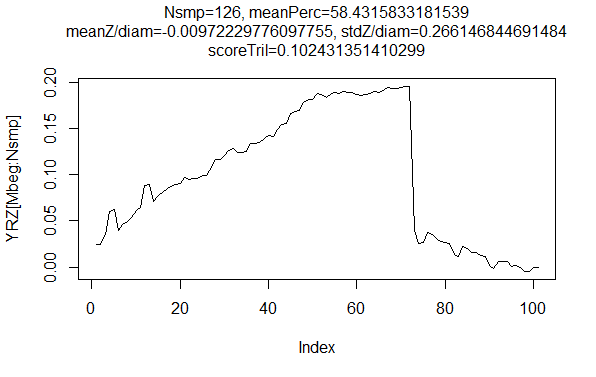 Nsmp=126, meanPerc=58.4315833181539
meanZ/diam=-0.00972229776097755, stdZ/diam=0.266146844691484
scoreTril=0.102431351410299
YRZ[Mbeg:Nsmp]
0.20
0.15
0.10
0.05
0.00
0 20 40 60 80 100
Index